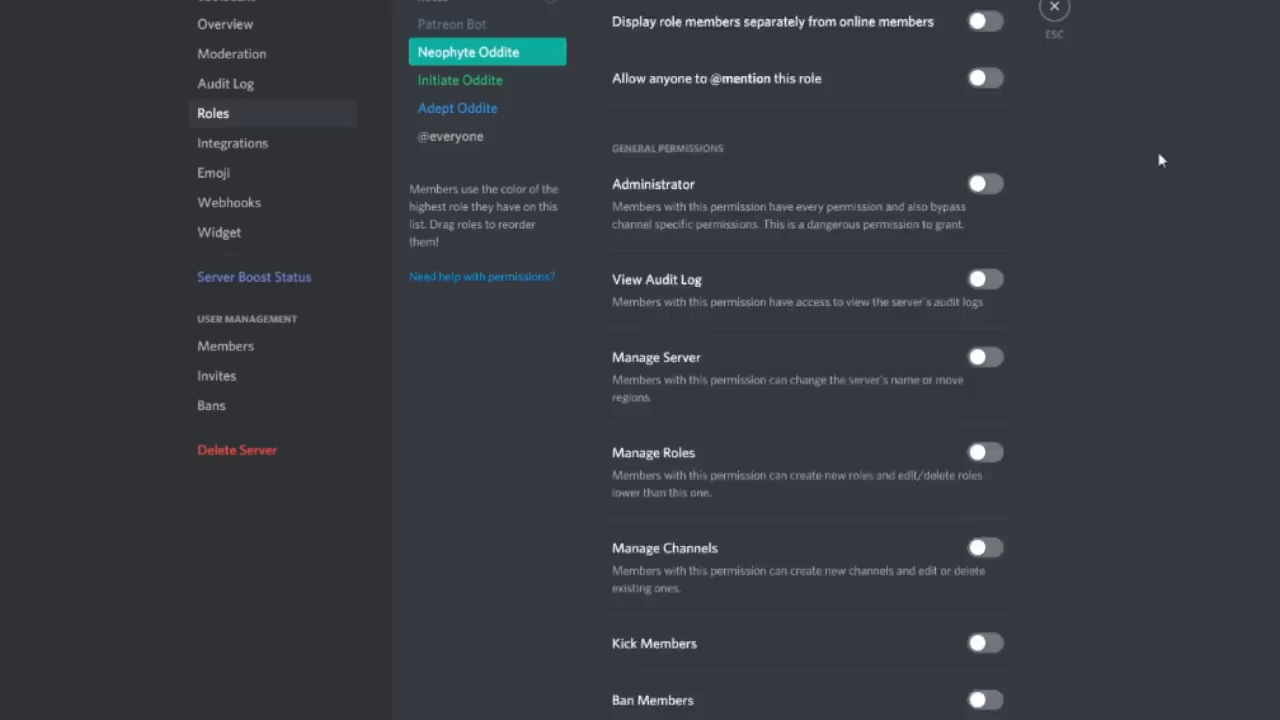 Overview
Moderation
Audit Log
Roles
Integrations
Emoji
Webhooks
Widget
Server Boost Status
USER MANAGEMENT
Members
Invites
Bans
Delete Server
Patreon Bot
Neophyte Oddite
Initiate Oddite
Adept Oddite
@everyone
Members use the color of the
highest role they have on this
list. Drag roles to reorder
them!
Need help with permissions?
Display role members separately from online members
Allow anyone to @mention this role
GENERAL PERMISSIONS
Administrator
Members with this permission have every permission and also bypass
channel specific permissions. This is a dangerous permission to grant.
View Audit Log
Members with this permission have access to view the server's audit logs
Manage Server
Members with this permission can change the server's name or move
regions.
Manage Roles
Members with this permission can create new roles and edit/delete roles
lower than this one.
Manage Channels
Members with this permission can create new channels and edit or delete
existing ones.
Kick Members
Ban Members
ESC